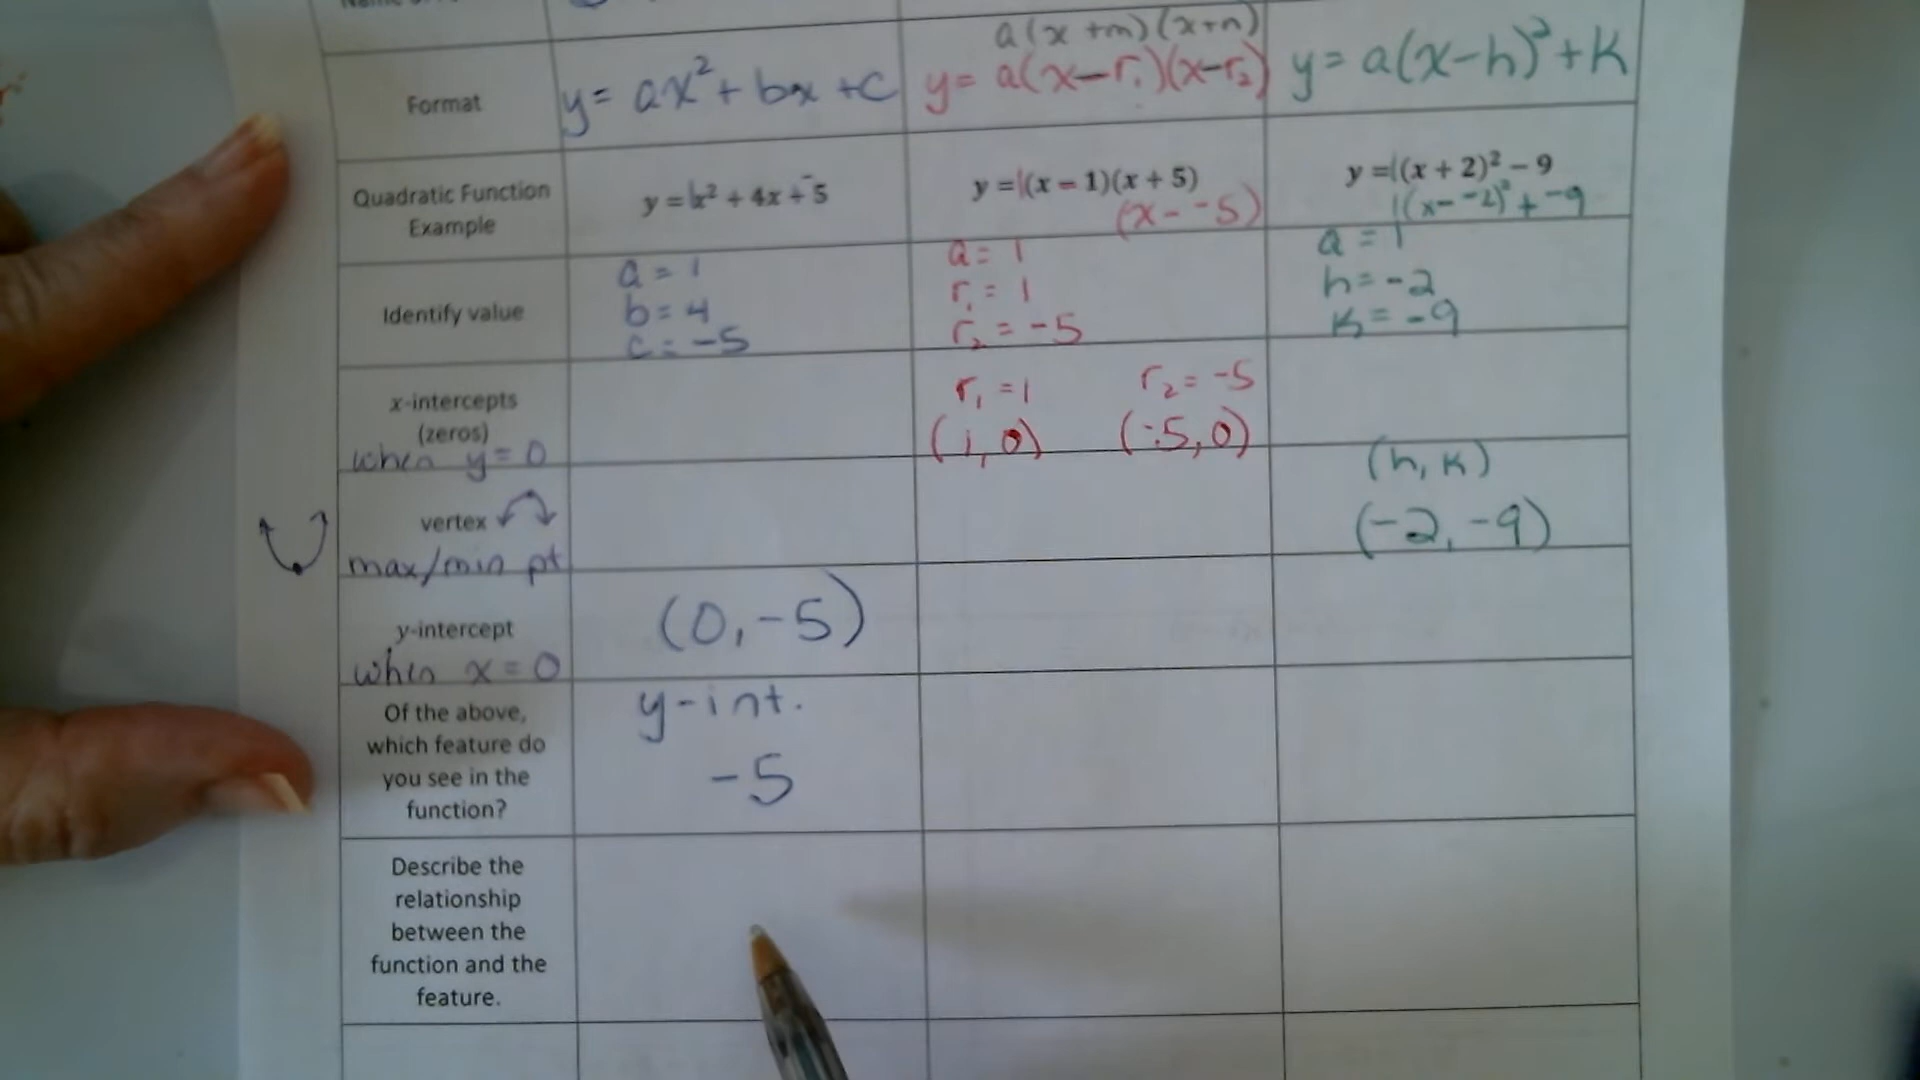 Format
y = ax² + bx + c
a(x + m)(x + n)
y = a(x - r₁)(x - r₂)
y = a(x - h)² + k
Quadratic Function
Example
y = 1x² + 4x + -5
y = 1(x - 1)(x + 5)
(x - -5)
y = 1(x + 2)² - 9
1(x - -2)² + -9
Identify value
a = 1
b = 4
c = -5
a = 1
r₁ = 1
r₂ = -5
a = 1
h = -2
k = -9
x-intercepts
(zeros)
when y = 0
r₁ = 1 r₂ = -5
(1, 0) (-5, 0)
vertex
max/min pt
(h, k)
(-2, -9)
y-intercept
when x = 0
(0, -5)
Of the above,
which feature do
you see in the
function?
y-int.
-5
Describe the
relationship
between the
function and the
feature.